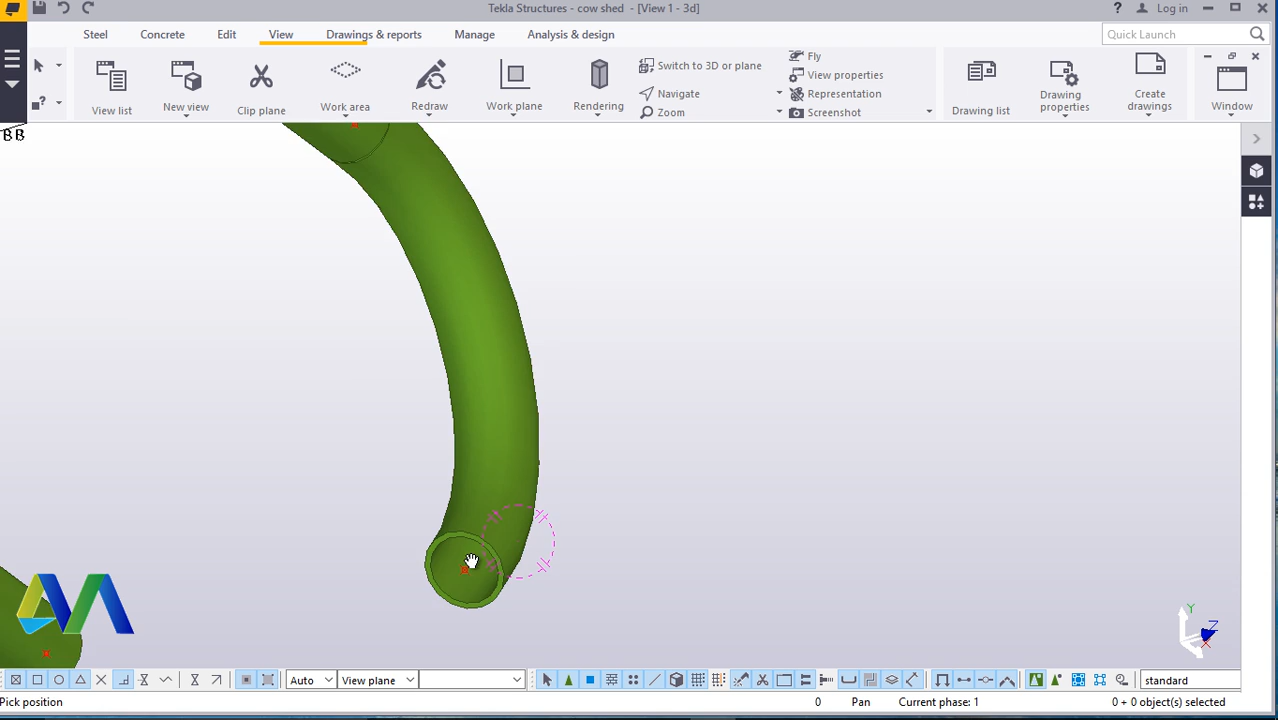 Tekla Structures - cow shed - [View 1 - 3d]
? Log in
Steel Concrete Edit View Drawings & reports Manage Analysis & design
Quick Launch
View list
New view
Clip plane
Work area
Redraw
Work plane
Rendering
Switch to 3D or plane
Navigate
Zoom
Fly
View properties
Representation
Screenshot
Drawing list
Drawing
properties
Create
drawings
Window
BB
Y
Z
X
Auto View plane standard
Pick position 0 Pan Current phase: 1 0 + 0 object(s) selected